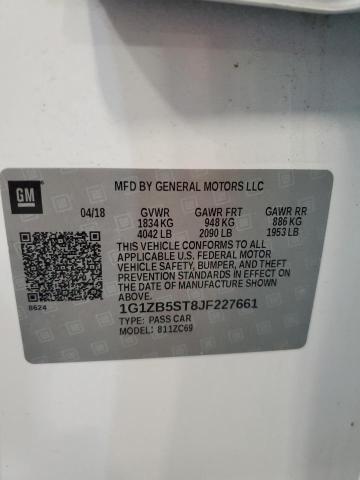 GM
MFD BY GENERAL MOTORS LLC
04/18 GVWR GAWR FRT GAWR RR
1834 KG 948 KG 886 KG
4042 LB 2090 LB 1953 LB
THIS VEHICLE CONFORMS TO ALL
APPLICABLE U.S. FEDERAL MOTOR
VEHICLE SAFETY, BUMPER, AND THEFT
PREVENTION STANDARDS IN EFFECT ON
THE DATE OF MANUFACTURE SHOWN ABOVE.
8624
1G1ZB5ST8JF227661
TYPE: PASS CAR
MODEL: 811ZC69